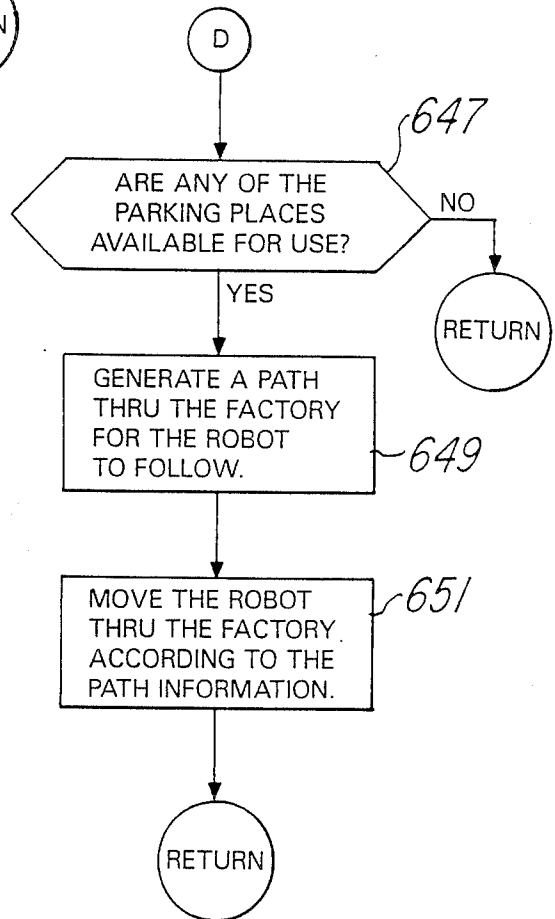 N
D
647
ARE ANY OF THE
PARKING PLACES
AVAILABLE FOR USE?
NO
YES
RETURN
GENERATE A PATH
THRU THE FACTORY
FOR THE ROBOT
TO FOLLOW.
649
651
MOVE THE ROBOT
THRU THE FACTORY
ACCORDING TO THE
PATH INFORMATION.
RETURN